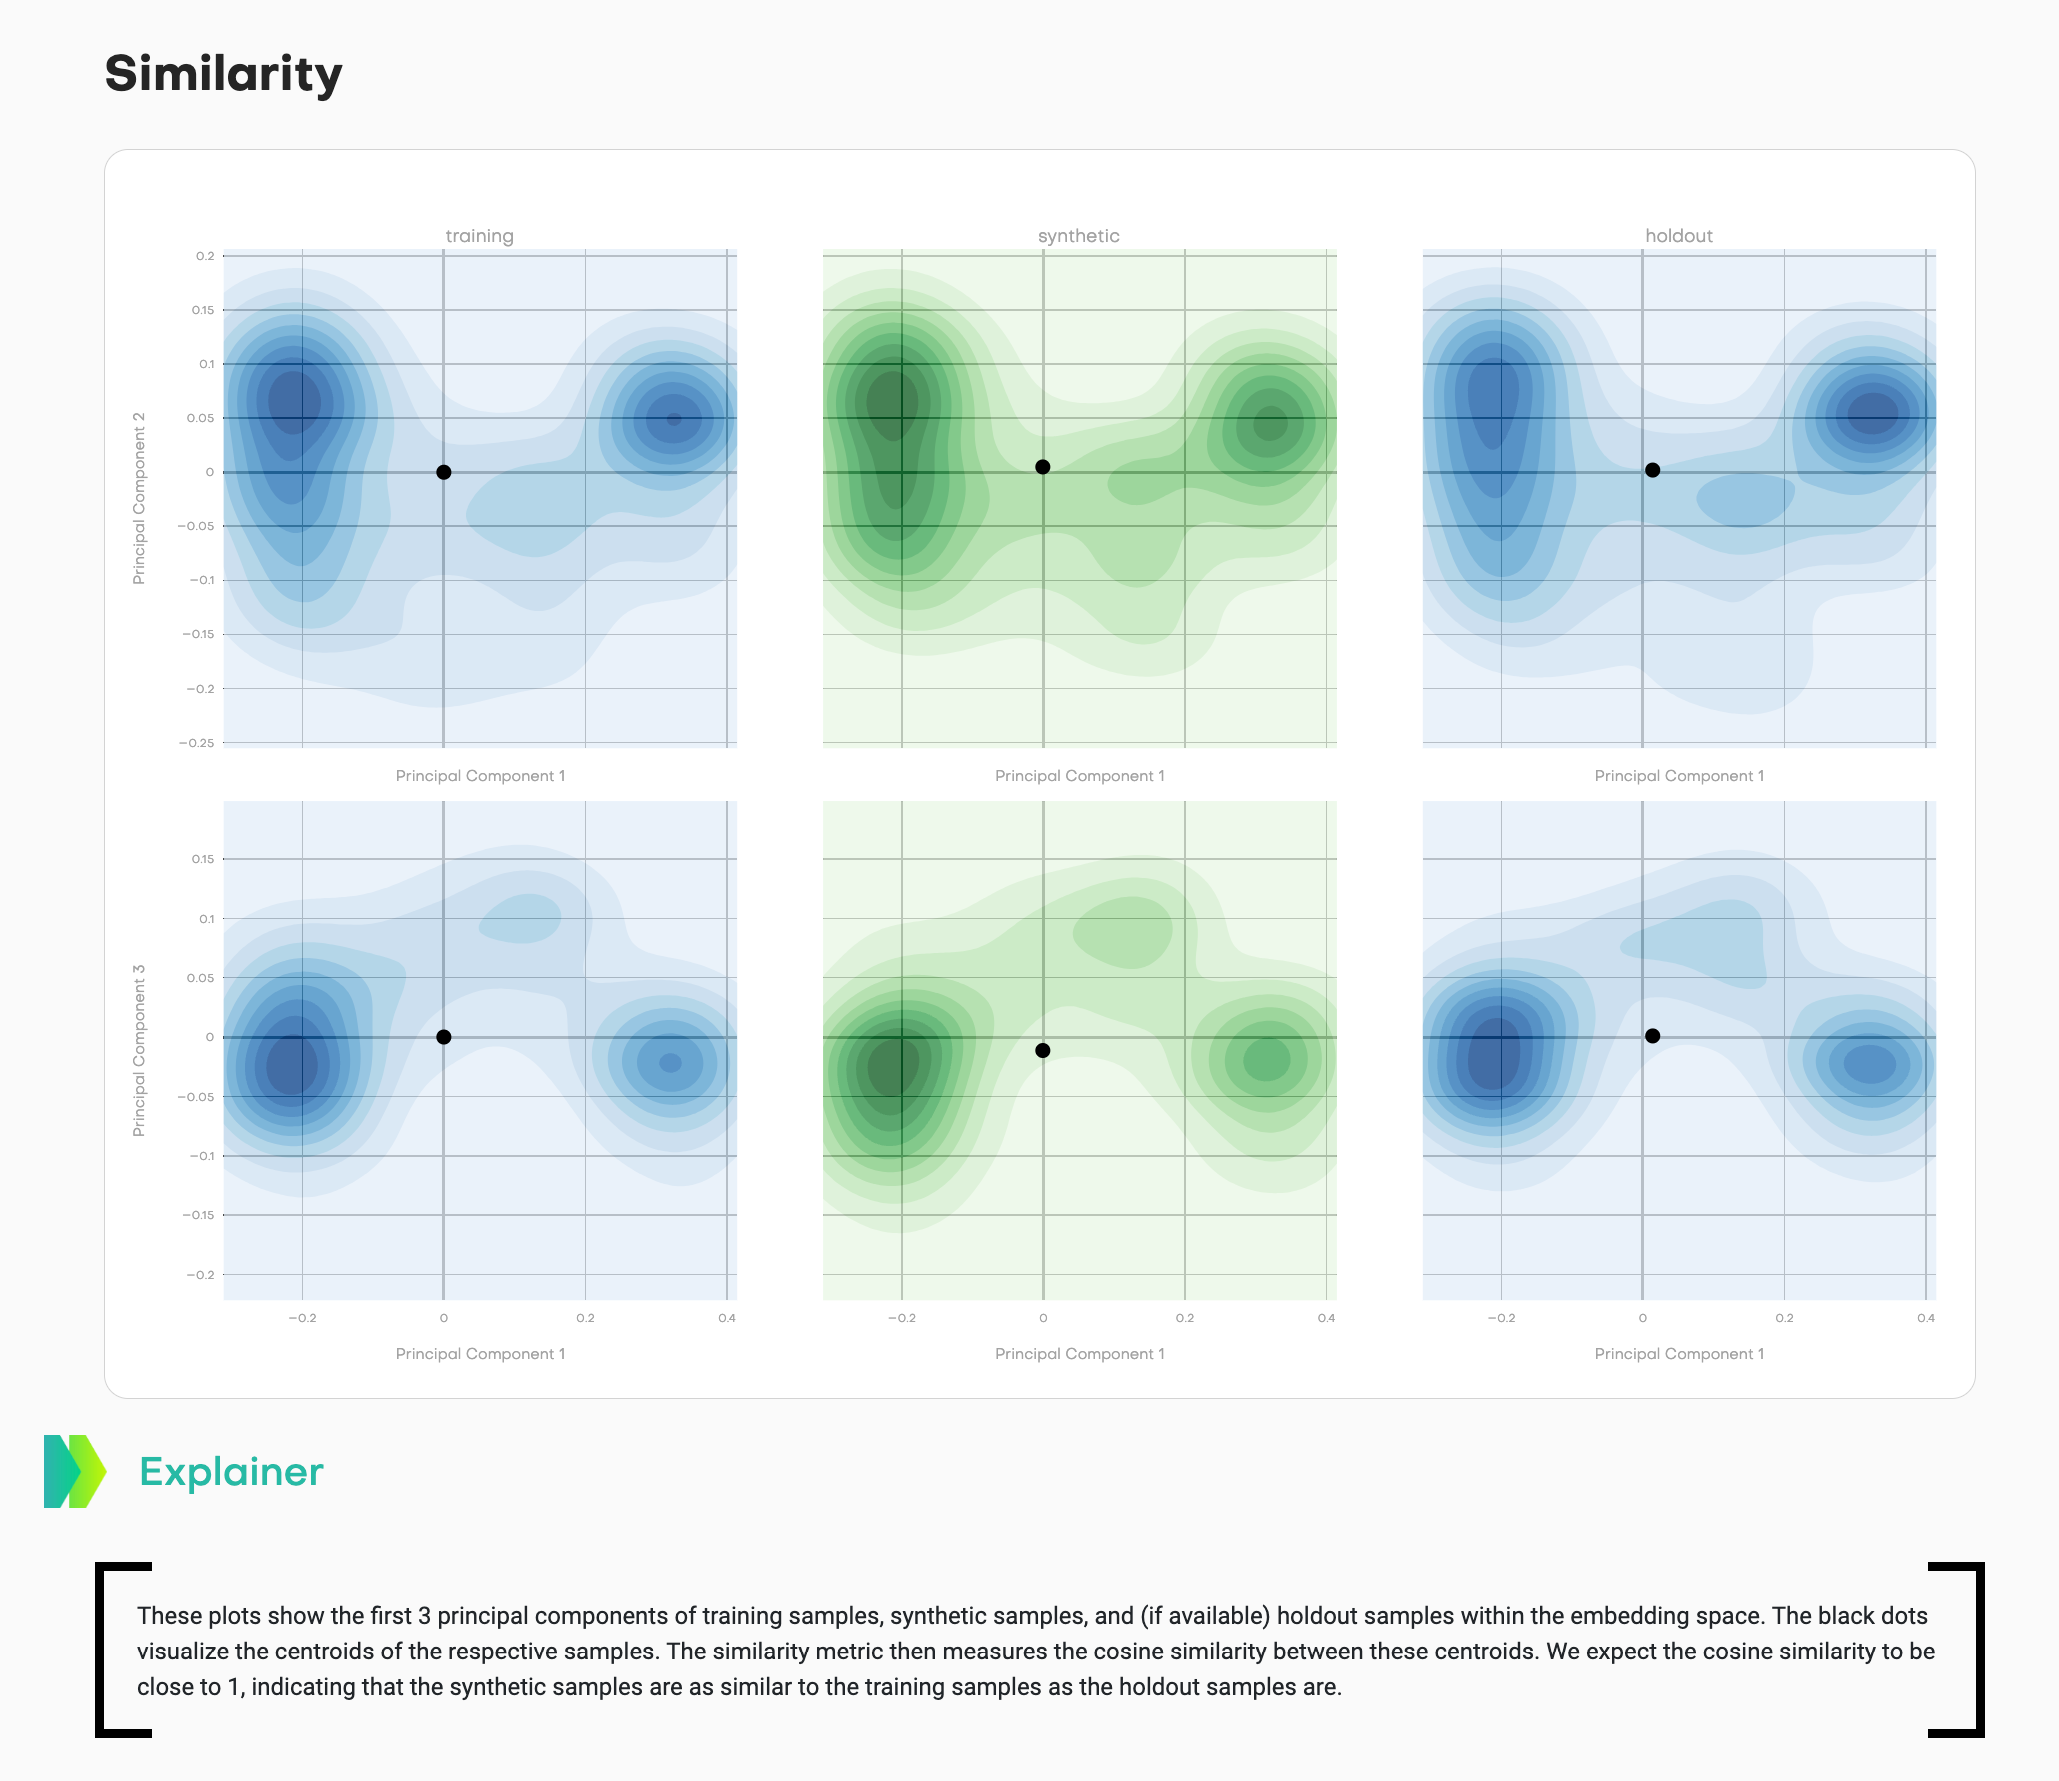 Similarity
training
synthetic
holdout
Principal Component 2
0.2
0.15
0.1
0.05
0
−0.05
−0.1
−0.15
−0.2
−0.25
Principal Component 1
Principal Component 1
Principal Component 1
Principal Component 3
0.15
0.1
0.05
0
−0.05
−0.1
−0.15
−0.2
−0.2 0 0.2 0.4
−0.2 0 0.2 0.4
−0.2 0 0.2 0.4
Principal Component 1
Principal Component 1
Principal Component 1
Explainer
These plots show the first 3 principal components of training samples, synthetic samples, and (if available) holdout samples within the embedding space. The black dots
visualize the centroids of the respective samples. The similarity metric then measures the cosine similarity between these centroids. We expect the cosine similarity to be
close to 1, indicating that the synthetic samples are as similar to the training samples as the holdout samples are.